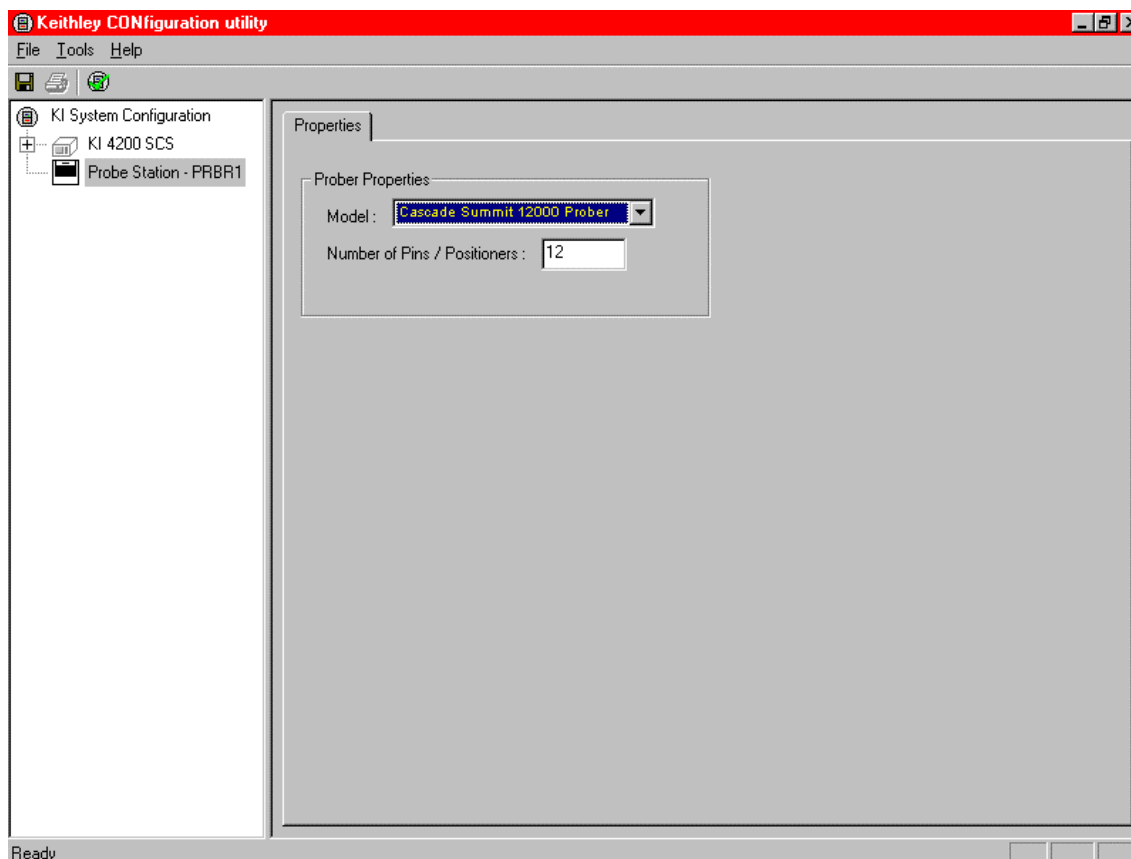 Keithley CONfiguration utility
File Tools Help
KI System Configuration
KI 4200 SCS
Probe Station - PRBR1
Properties
Prober Properties
Model : Cascade Summit 12000 Prober
Number of Pins / Positioners : 12
Ready